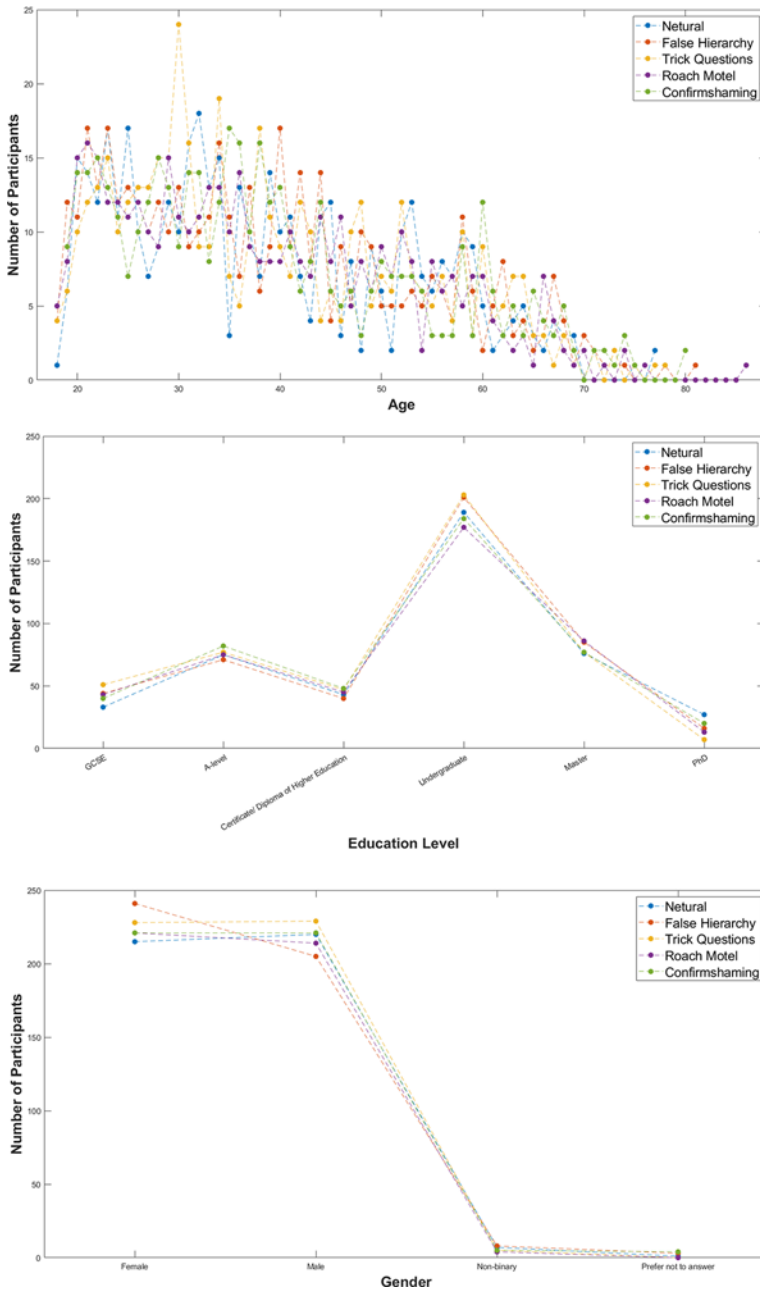 25
20
15
10
5
0
Number of Participants
20 30 40 50 60 70 80
Age
Netural
False Hierarchy
Trick Questions
Roach Motel
Confirmshaming
250
200
150
100
50
0
Number of Participants
GCSE
A-level
Certificate/ Diploma of Higher Education
Undergraduate
Master
PhD
Education Level
Netural
False Hierarchy
Trick Questions
Roach Motel
Confirmshaming
250
200
150
100
50
0
Number of Participants
Female Male Non-binary Prefer not to answer
Gender
Netural
False Hierarchy
Trick Questions
Roach Motel
Confirmshaming